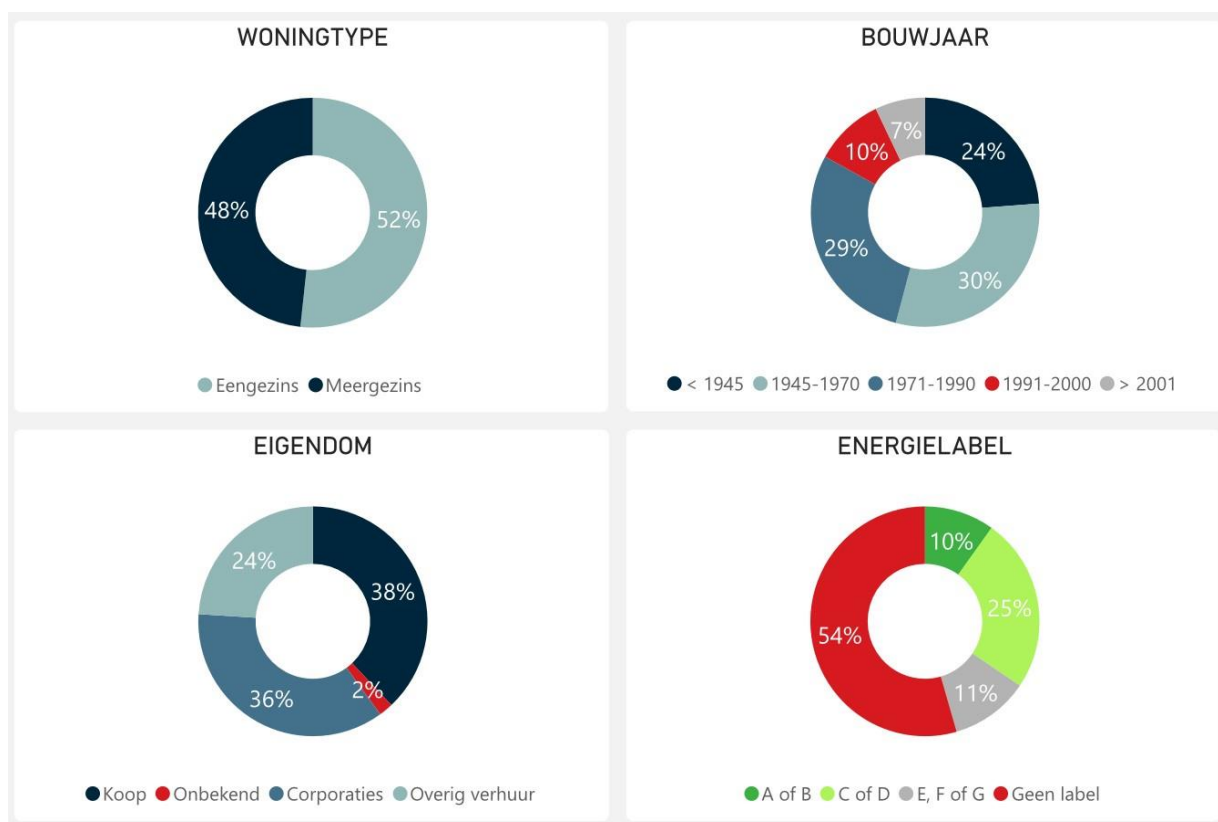 WONINGTYPE
48%
52%
Eengezins Meergezins
BOUWJAAR
7%
10%
24%
29%
30%
< 1945 1945-1970 1971-1990 1991-2000 > 2001
EIGENDOM
24%
38%
2%
36%
Koop Onbekend Corporaties Overig verhuur
ENERGIELABEL
10%
25%
54%
11%
A of B C of D E, F of G Geen label